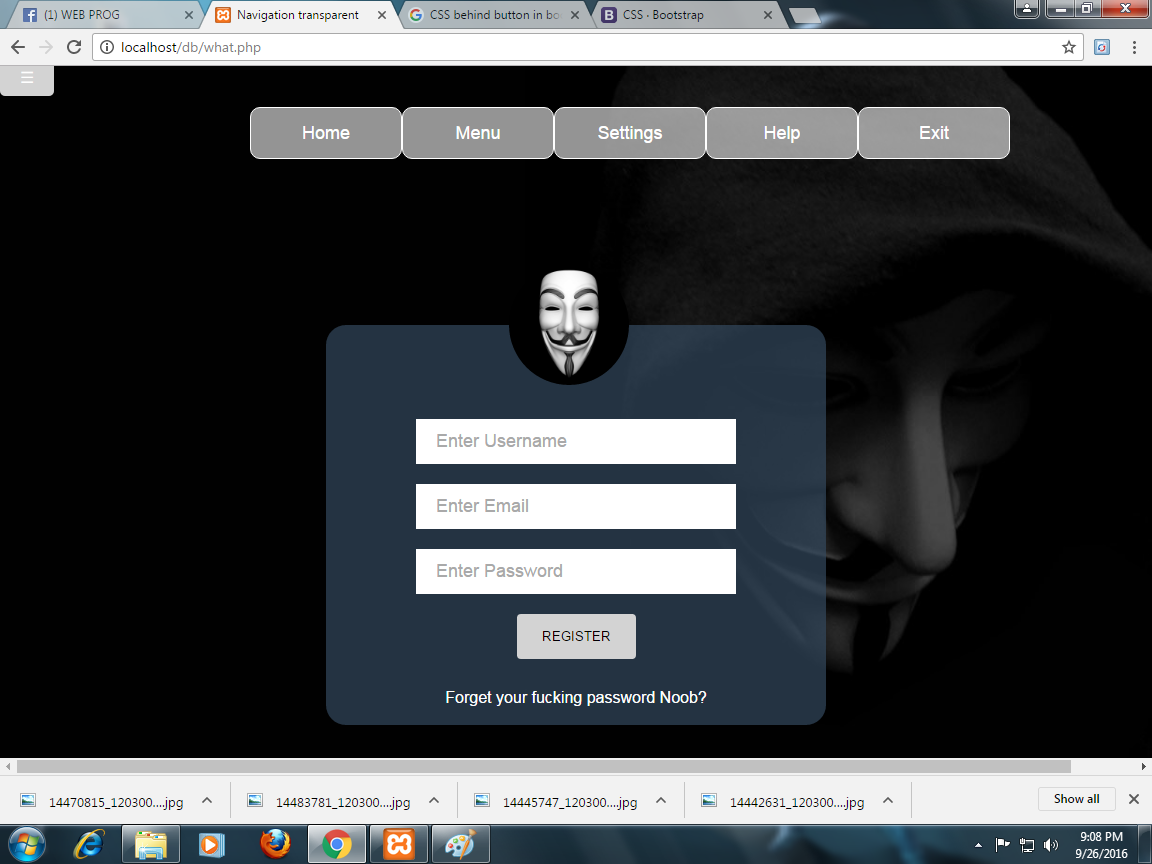 (1) WEB PROG
Navigation transparent
CSS behind button in bo
CSS · Bootstrap
localhost/db/what.php
Home Menu Settings Help Exit
Enter Username
Enter Email
Enter Password
REGISTER
Forget your fucking password Noob?
14470815_120300....jpg
14483781_120300....jpg
14445747_120300....jpg
14442631_120300....jpg
Show all
9:08 PM
9/26/2016